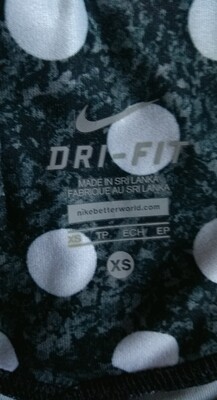 DRI-FIT
MADE IN SRI LANKA
FABRIQUÉ AU SRI LANKA
nikebetterworld.com
XS TP ECH EP
XS